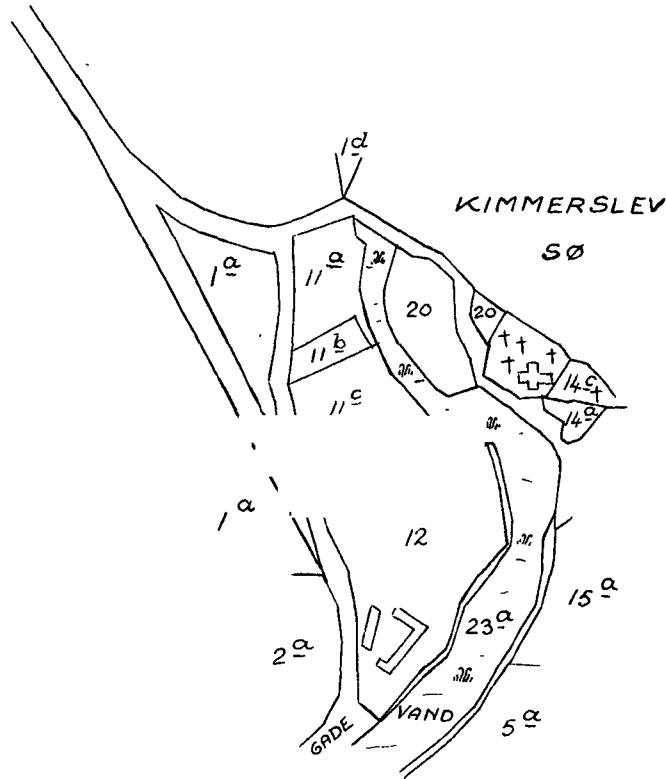 1d
KIMMERSLEV
SØ
1a
11a
20
20
11b
14c
11c
14a
1a
12
15a
23a
2a
VAND
5a
GADE